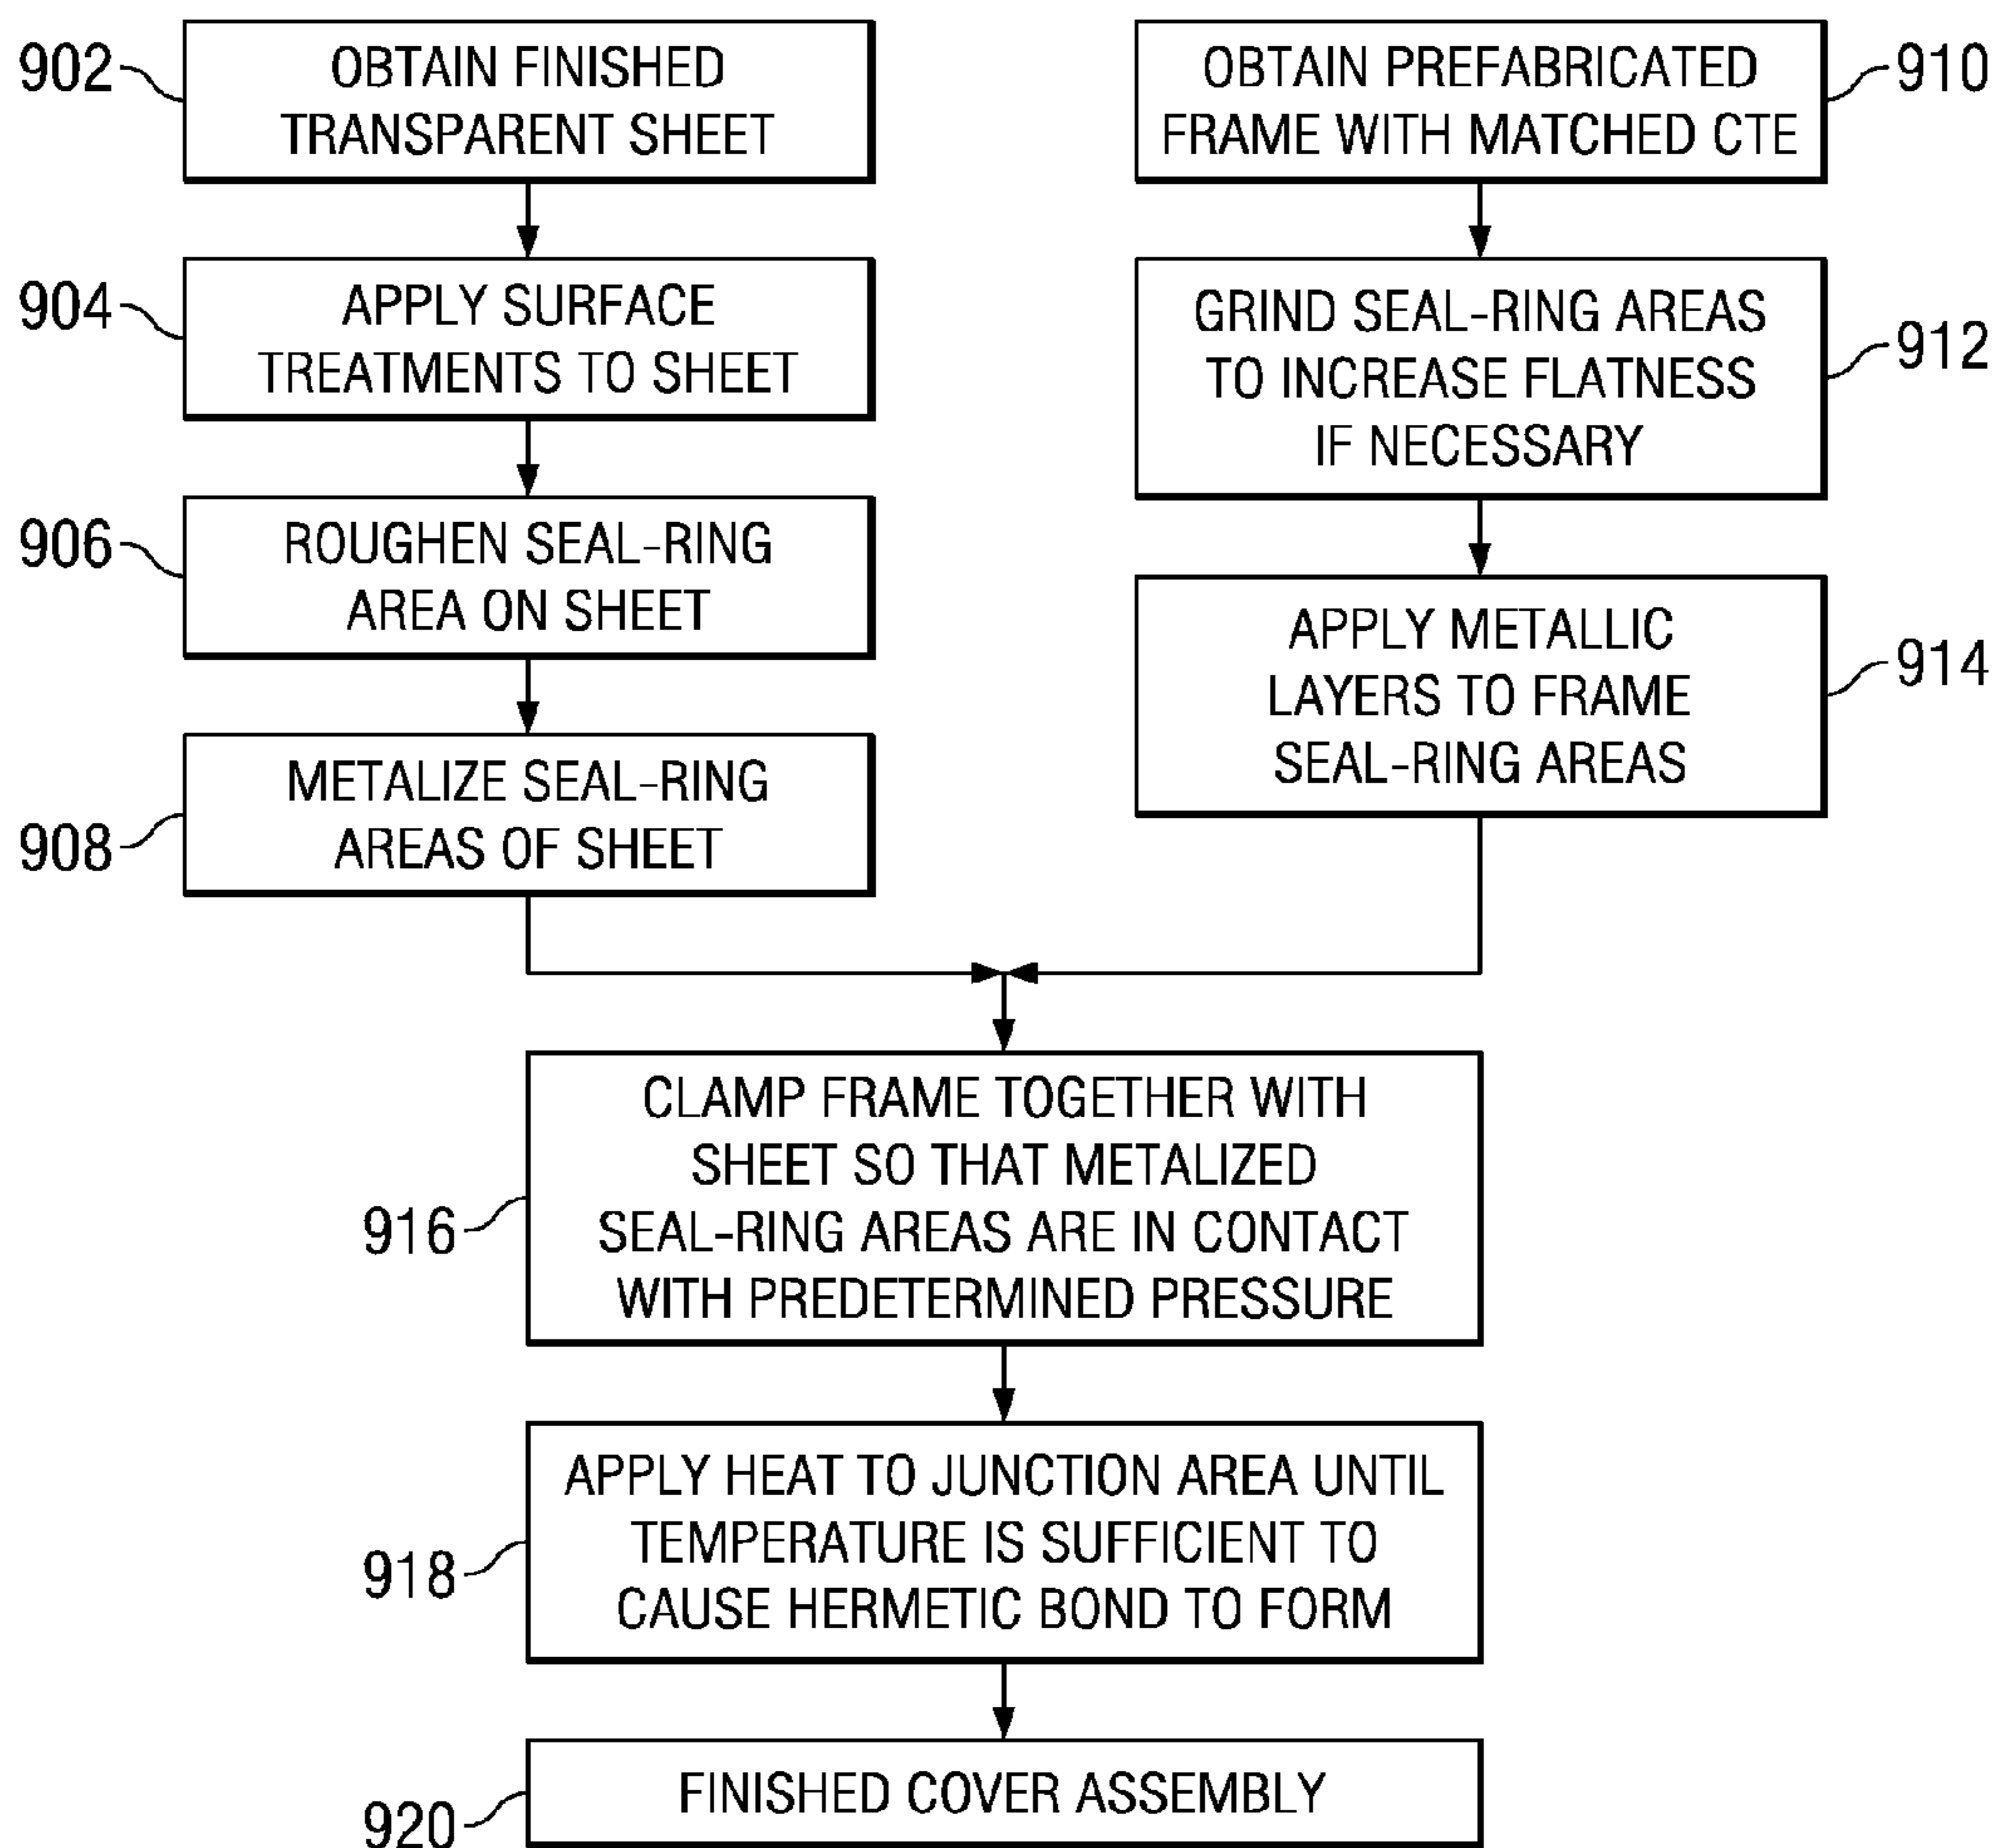 902
OBTAIN FINISHED
TRANSPARENT SHEET
904
APPLY SURFACE
TREATMENTS TO SHEET
906
ROUGHEN SEAL-RING
AREA ON SHEET
908
METALIZE SEAL-RING
AREAS OF SHEET
910
OBTAIN PREFABRICATED
FRAME WITH MATCHED CTE
912
GRIND SEAL-RING AREAS
TO INCREASE FLATNESS
IF NECESSARY
914
APPLY METALLIC
LAYERS TO FRAME
SEAL-RING AREAS
916
CLAMP FRAME TOGETHER WITH
SHEET SO THAT METALIZED
SEAL-RING AREAS ARE IN CONTACT
WITH PREDETERMINED PRESSURE
918
APPLY HEAT TO JUNCTION AREA UNTIL
TEMPERATURE IS SUFFICIENT TO
CAUSE HERMETIC BOND TO FORM
920
FINISHED COVER ASSEMBLY